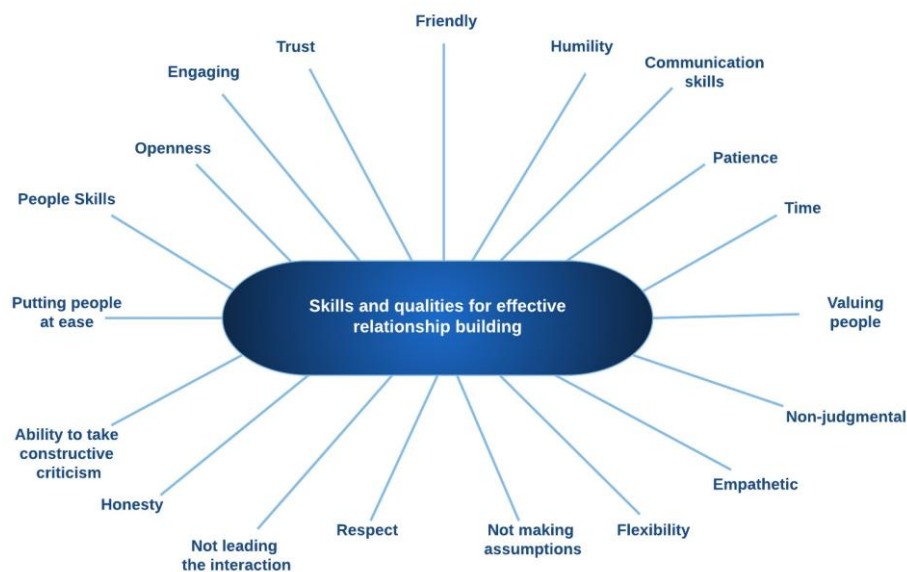 Friendly
Trust
Humility
Engaging
Communication
skills
Openness
Patience
People Skills
Time
Skills and qualities for effective
relationship building
Putting people
at ease
Valuing
people
Non-judgmental
Ability to take
constructive
criticism
Empathetic
Honesty
Not leading
the interaction
Respect
Not making
assumptions
Flexibility